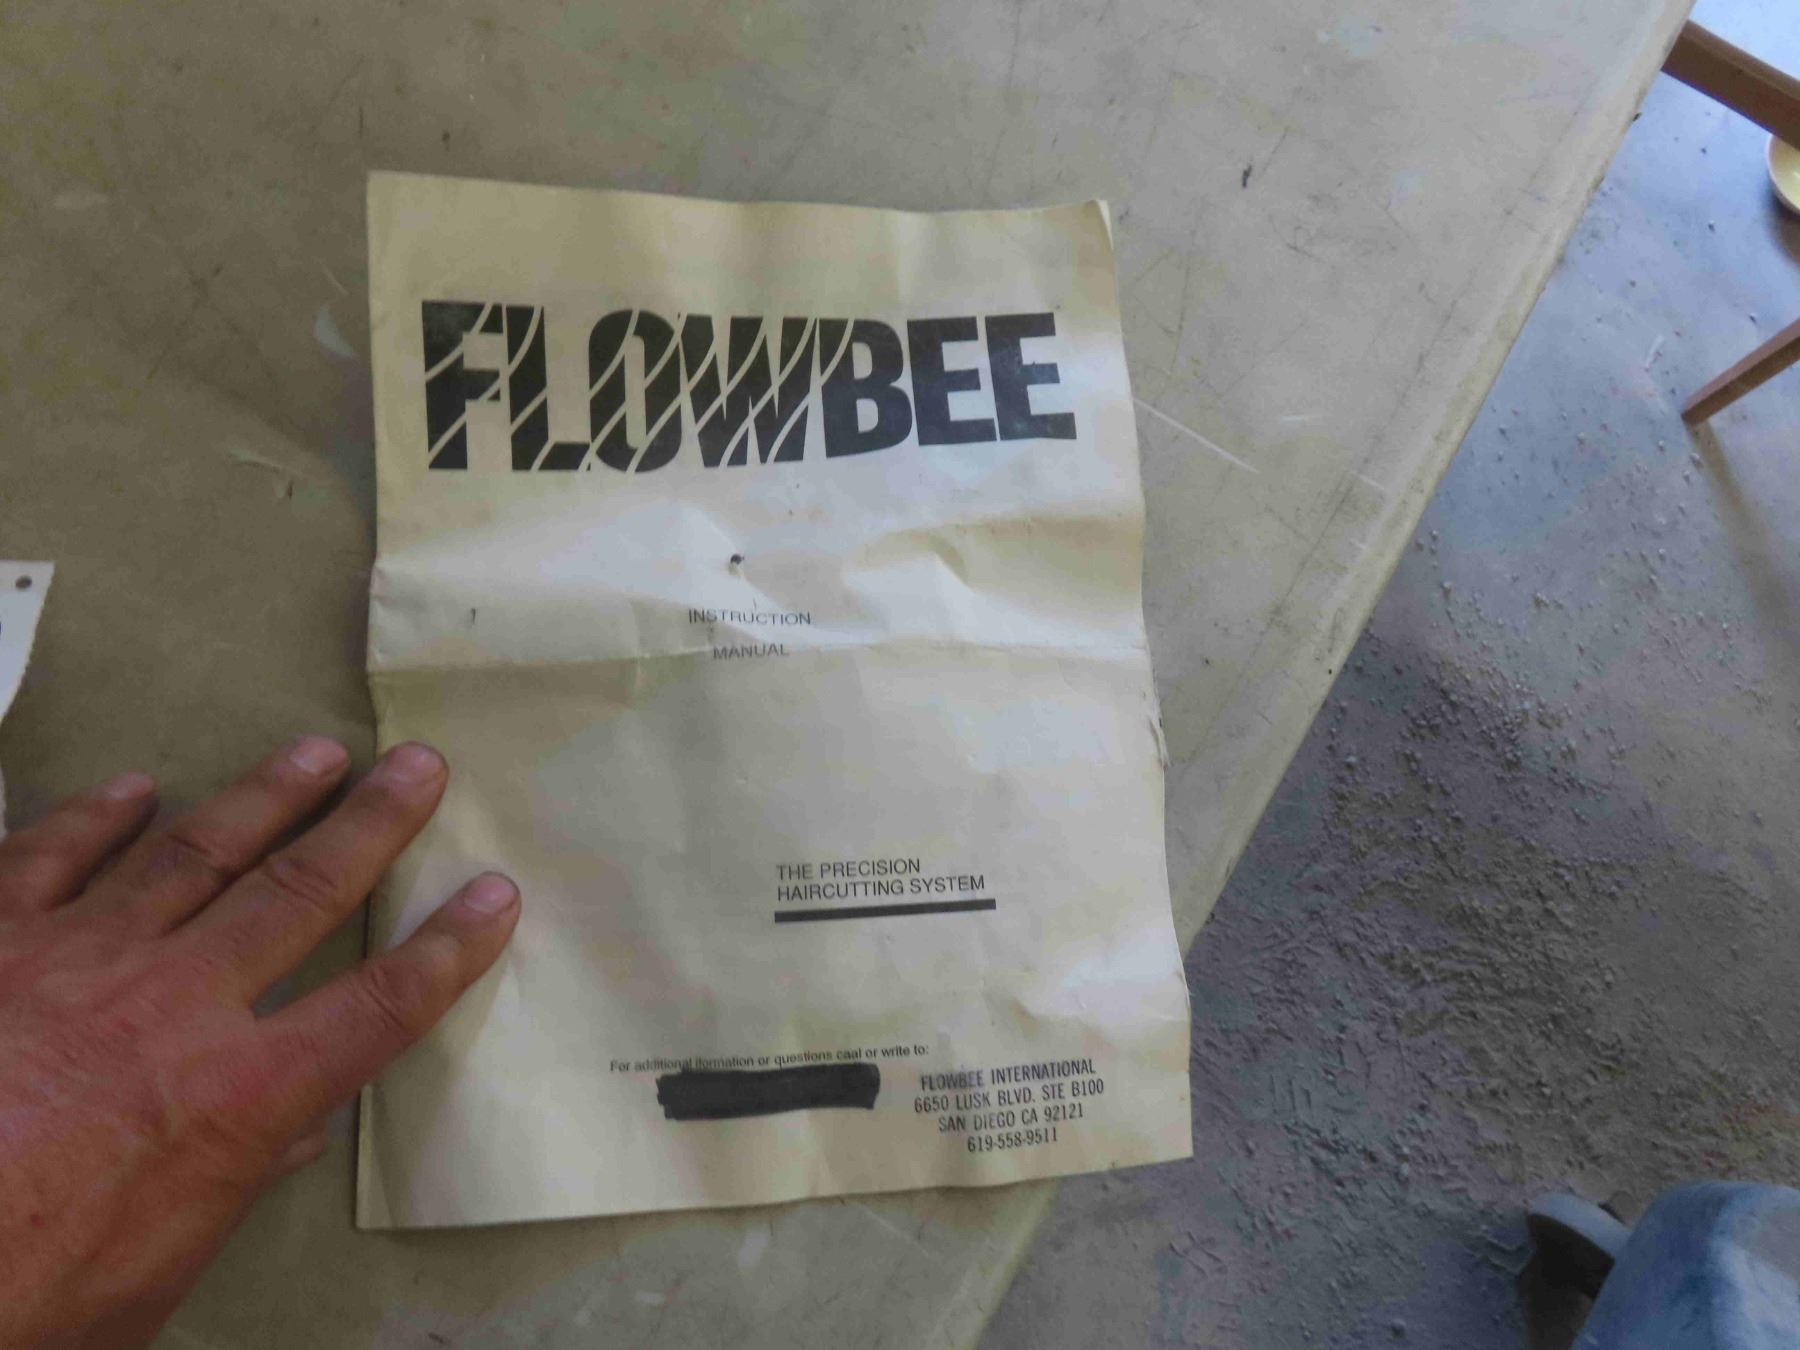 FLOWBEE
INSTRUCTION
MANUAL
THE PRECISION
HAIRCUTTING SYSTEM
For additional iformation or questions caal or write to:
FLOWBEE INTERNATIONAL
6650 LUSK BLVD. STE B100
SAN DIEGO CA 92121
619-558-9511